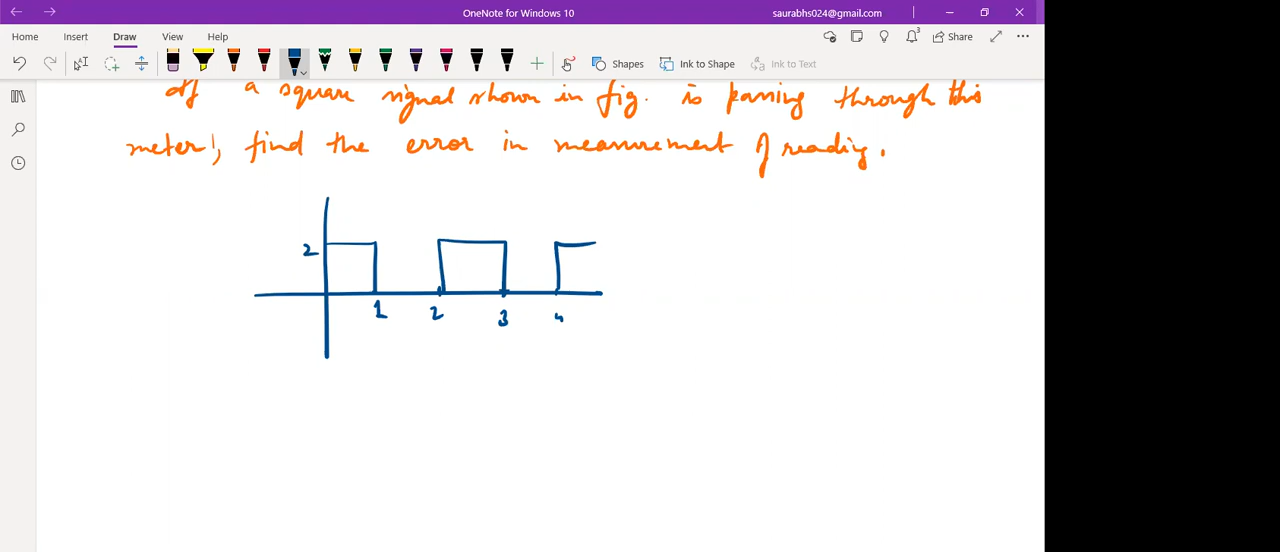 OneNote for Windows 10
saurabhs024@gmail.com
Home Insert Draw View Help
3
Share
Shapes Ink to Shape Ink to Text
If a square signal shown in fig. is passing through this
meter, find the error in measurement of reading.
2
1 2 3 4